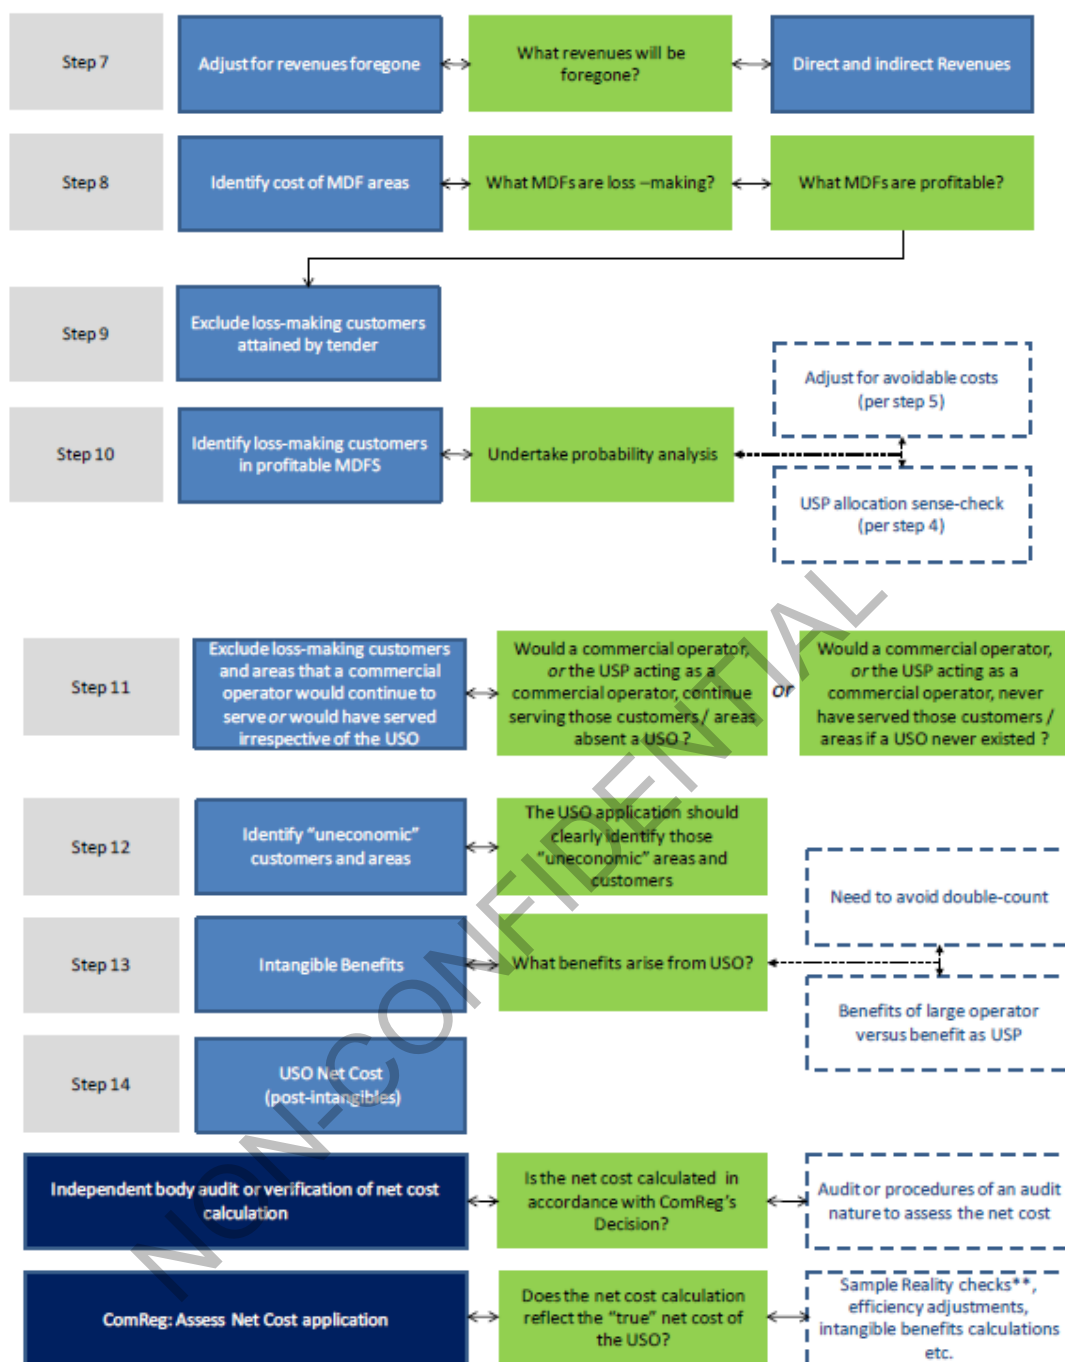 Step 7
Adjust for revenues foregone
What revenues will be
foregone?
Direct and indirect Revenues
Step 8
Identify cost of MDF areas
What MDFs are loss –making?
What MDFs are profitable?
Step 9
Exclude loss-making customers
attained by tender
Adjust for avoidable costs
(per step 5)
Step 10
Identify loss-making customers
in profitable MDFS
Undertake probability analysis
USP allocation sense-check
(per step 4)
Step 11
Exclude loss-making customers
and areas that a commercial
operator would continue to
serve or would have served
irrespective of the USO
Would a commercial operator,
or the USP acting as a
commercial operator, continue
serving those customers / areas
absent a USO ?
or
Would a commercial operator,
or the USP acting as a
commercial operator, never
have served those customers /
areas if a USO never existed ?
Step 12
Identify “uneconomic”
customers and areas
The USO application should
clearly identify those
“uneconomic” areas and
customers
Need to avoid double-count
Step 13
Intangible Benefits
What benefits arise from USO?
Benefits of large operator
versus benefit as USP
Step 14
USO Net Cost
(post-intangibles)
Independent body audit or verification of net cost
calculation
Is the net cost calculated in
accordance with ComReg’s
Decision?
Audit or procedures of an audit
nature to assess the net cost
ComReg: Assess Net Cost application
Does the net cost calculation
reflect the “true” net cost of
the USO?
Sample Reality checks**,
efficiency adjustments,
intangible benefits calculations
etc.
NON-CONFIDENTIAL